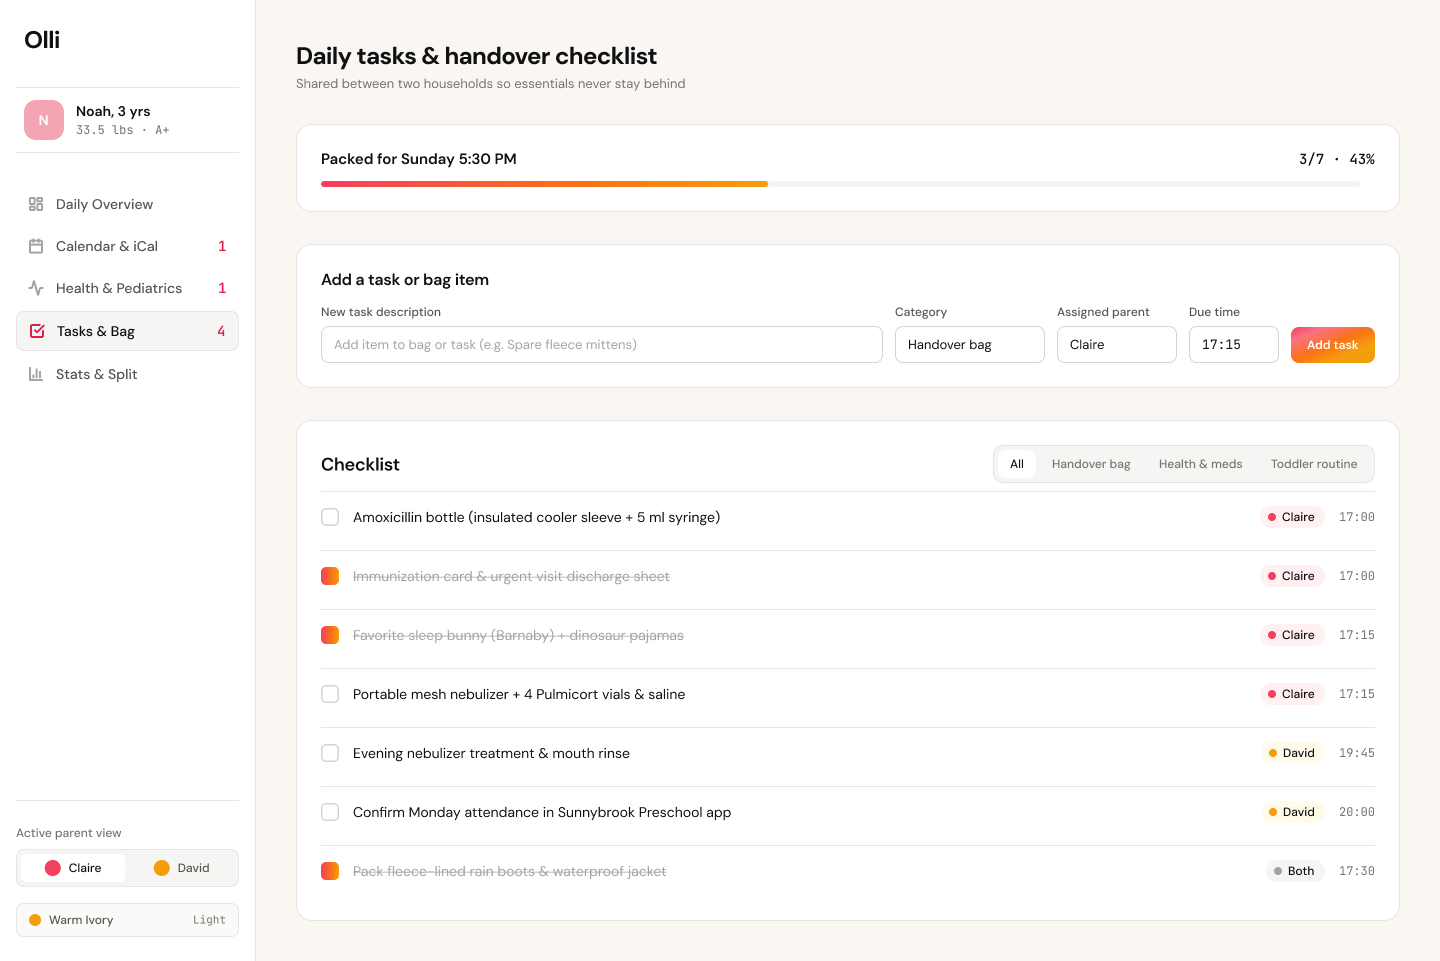 Olli
N
Noah, 3 yrs
33.5 lbs · A+
Daily Overview
Calendar & iCal 1
Health & Pediatrics 1
Tasks & Bag 4
Stats & Split
Active parent view
Claire David
Warm Ivory Light
Daily tasks & handover checklist
Shared between two households so essentials never stay behind
Packed for Sunday 5:30 PM 3/7 · 43%
Add a task or bag item
New task description Category Assigned parent Due time
Add item to bag or task (e.g. Spare fleece mittens) Handover bag Claire 17:15 Add task
Checklist All Handover bag Health & meds Toddler routine
Amoxicillin bottle (insulated cooler sleeve + 5 ml syringe) Claire 17:00
Immunization card & urgent visit discharge sheet Claire 17:00
Favorite sleep bunny (Barnaby) + dinosaur pajamas Claire 17:15
Portable mesh nebulizer + 4 Pulmicort vials & saline Claire 17:15
Evening nebulizer treatment & mouth rinse David 19:45
Confirm Monday attendance in Sunnybrook Preschool app David 20:00
Pack fleece-lined rain boots & waterproof jacket Both 17:30